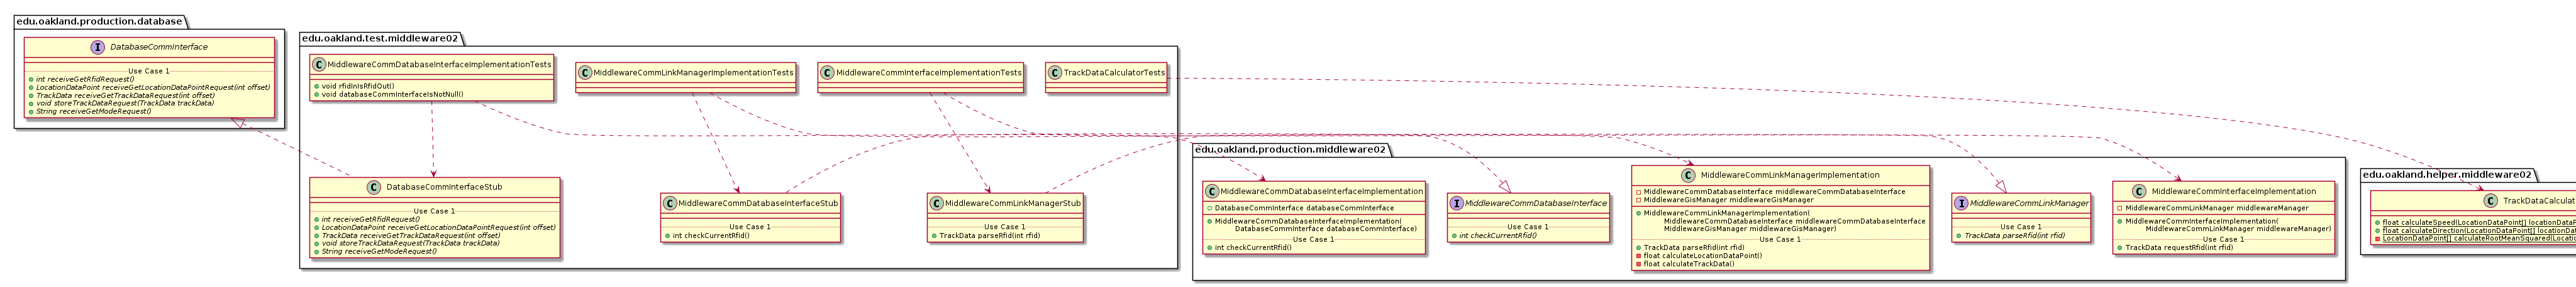 edu.oakland.production.database
DatabaseCommInterface
Use Case 1
int receiveGetRfidRequest()
LocationDataPoint receiveGetLocationDataPointRequest(int offset)
TrackData receiveGetTrackDataRequest(int offset)
void storeTrackDataRequest(TrackData trackData)
String receiveGetModeRequest()
edu.oakland.test.middleware02
MiddlewareCommDatabaseInterfaceImplementationTests
void rfidInIsRfidOut()
void databaseCommInterfaceIsNotNull()
MiddlewareCommLinkManagerImplementationTests
MiddlewareCommInterfaceImplementationTests
TrackDataCalculatorTests
DatabaseCommInterfaceStub
Use Case 1
int receiveGetRfidRequest()
LocationDataPoint receiveGetLocationDataPointRequest(int offset)
TrackData receiveGetTrackDataRequest(int offset)
void storeTrackDataRequest(TrackData trackData)
String receiveGetModeRequest()
MiddlewareCommDatabaseInterfaceStub
Use Case 1
int checkCurrentRfid()
MiddlewareCommLinkManagerStub
Use Case 1
TrackData parseRfid(int rfid)
edu.oakland.production.middleware02
MiddlewareCommDatabaseInterfaceImplementation
DatabaseCommInterface databaseCommInterface
MiddlewareCommDatabaseInterfaceImplementation(
DatabaseCommInterface databaseCommInterface)
Use Case 1
int checkCurrentRfid()
MiddlewareCommDatabaseInterface
Use Case 1
int checkCurrentRfid()
MiddlewareCommLinkManagerImplementation
MiddlewareCommDatabaseInterface middlewareCommDatabaseInterface
MiddlewareGisManager middlewareGisManager
MiddlewareCommLinkManagerImplementation(
MiddlewareCommDatabaseInterface middlewareCommDatabaseInterface
MiddlewareGisManager middlewareGisManager)
Use Case 1
TrackData parseRfid(int rfid)
float calculateLocationDataPoint()
float calculateTrackData()
MiddlewareCommLinkManager
Use Case 1
TrackData parseRfid(int rfid)
MiddlewareCommInterfaceImplementation
MiddlewareCommLinkManager middlewareManager
MiddlewareCommInterfaceImplementation(
MiddlewareCommLinkManager middlewareManager)
Use Case 1
TrackData requestRfid(int rfid)
edu.oakland.helper.middleware02
TrackDataCalculat
float calculateSpeed(LocationDataPoint[] locationDataP
float calculateDirection(LocationDataPoint[] locationDat
LocationDataPoint[] calculateRootMeanSquared(Locatio